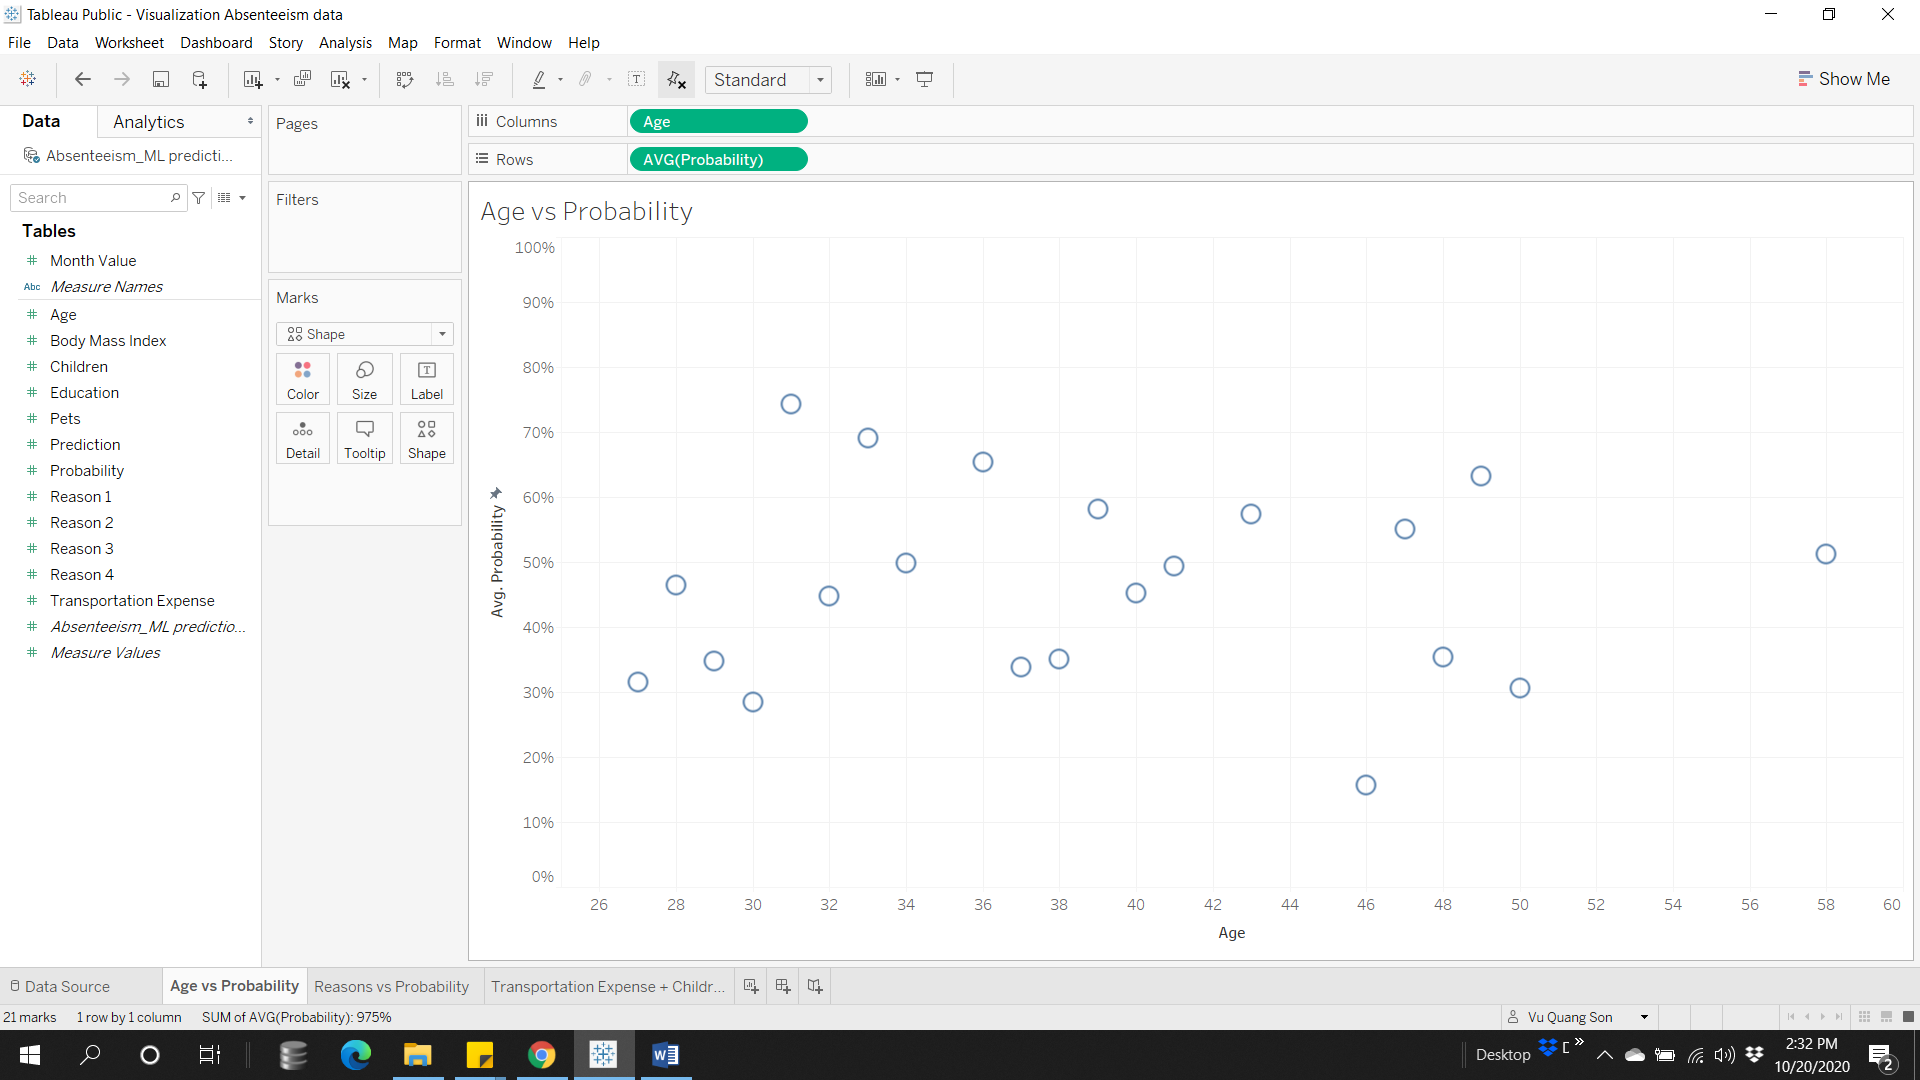 Tableau Public - Visualization Absenteeism data
File Data Worksheet Dashboard Story Analysis Map Format Window Help
Standard
Show Me
Data Analytics
Absenteeism_ML predicti...
Search
Tables
Month Value
Abc Measure Names
Age
Body Mass Index
Children
Education
Pets
Prediction
Probability
Reason 1
Reason 2
Reason 3
Reason 4
Transportation Expense
Absenteeism_ML predictio...
Measure Values
Pages
Filters
Marks
Shape
Color Size Label
Detail Tooltip Shape
Columns Age
Rows AVG(Probability)
Age vs Probability
100%
90%
80%
70%
60%
50%
40%
30%
20%
10%
0%
Avg. Probability
26 28 30 32 34 36 38 40 42 44 46 48 50 52 54 56 58 60
Age
Data Source Age vs Probability Reasons vs Probability Transportation Expense + Childr...
21 marks 1 row by 1 column SUM of AVG(Probability): 975%
Vu Quang Son
Desktop
2:32 PM
10/20/2020
2